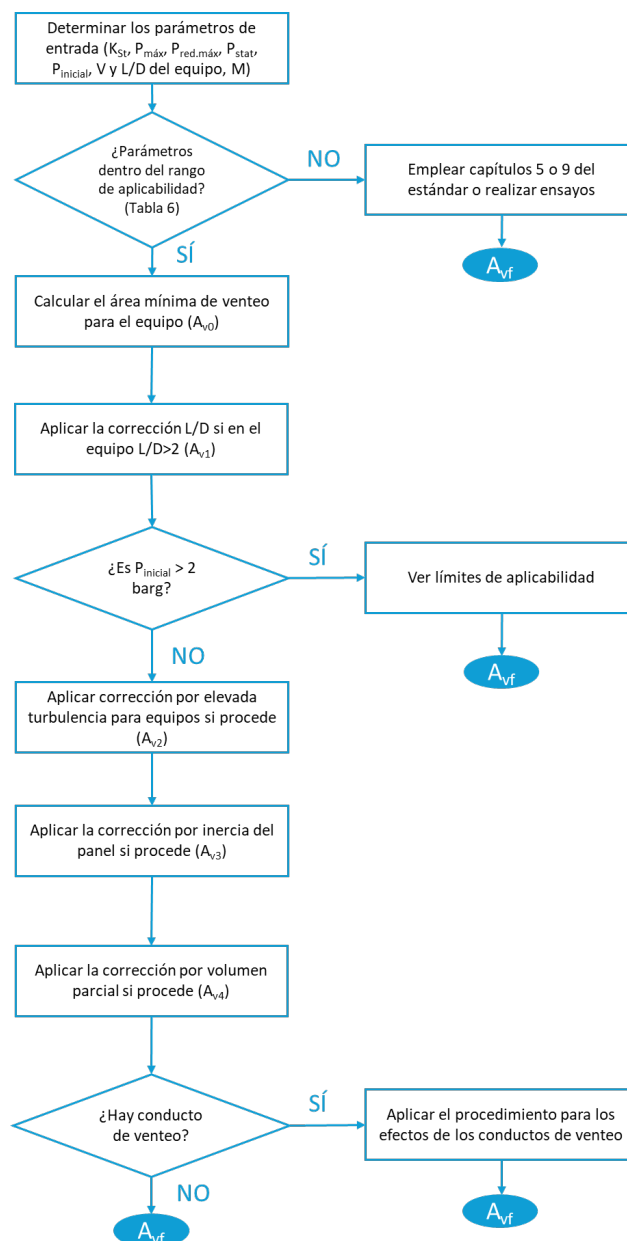 Determinar los parámetros de
entrada (KSt, Pmáx, Pred.máx, Pstat,
Pinicial, V y L/D del equipo, M)
¿Parámetros
dentro del rango
de aplicabilidad?
(Tabla 6)
NO
Emplear capítulos 5 o 9 del
estándar o realizar ensayos
Avf
SÍ
Calcular el área mínima de venteo
para el equipo (Av0)
Aplicar la corrección L/D si en el
equipo L/D>2 (Av1)
¿Es Pinicial > 2
barg?
SÍ
Ver límites de aplicabilidad
Avf
NO
Aplicar corrección por elevada
turbulencia para equipos si procede
(Av2)
Aplicar la corrección por inercia del
panel si procede (Av3)
Aplicar la corrección por volumen
parcial si procede (Av4)
¿Hay conducto
de venteo?
SÍ
Aplicar el procedimiento para los
efectos de los conductos de venteo
Avf
NO
Avf